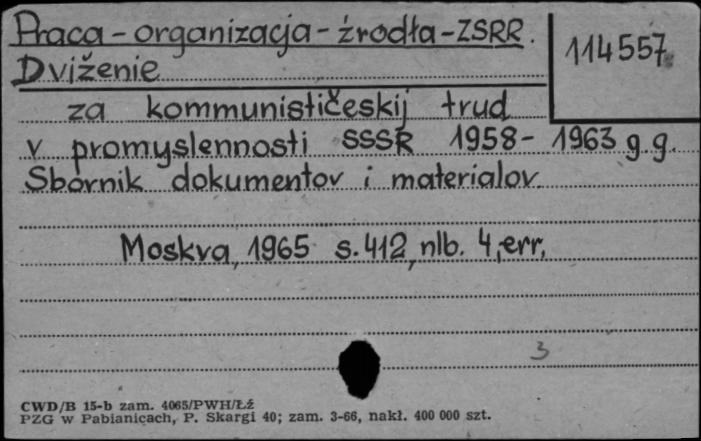 Praca - organizacja - źrodła - ZSRR.
114557
Dviženie
za kommunističeskij trud
v promyslennosti SSSR 1958 - 1963 g.g.
Sbornik dokumentov i materialov.
Moskva, 1965 s. 412, nlb. 4, err,
3
CWD/B 15-b zam. 4065/PWH/Łź
PZG w Pabianicach, P. Skargi 40; zam. 3-66, nakł. 400 000 szt.